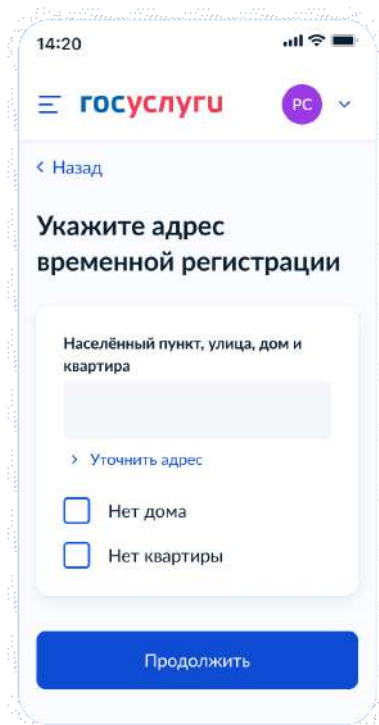 14:20
госуслуги
РС
Назад
Укажите адрес
временной регистрации
Населённый пункт, улица, дом и
квартира
Уточнить адрес
Нет дома
Нет квартиры
Продолжить